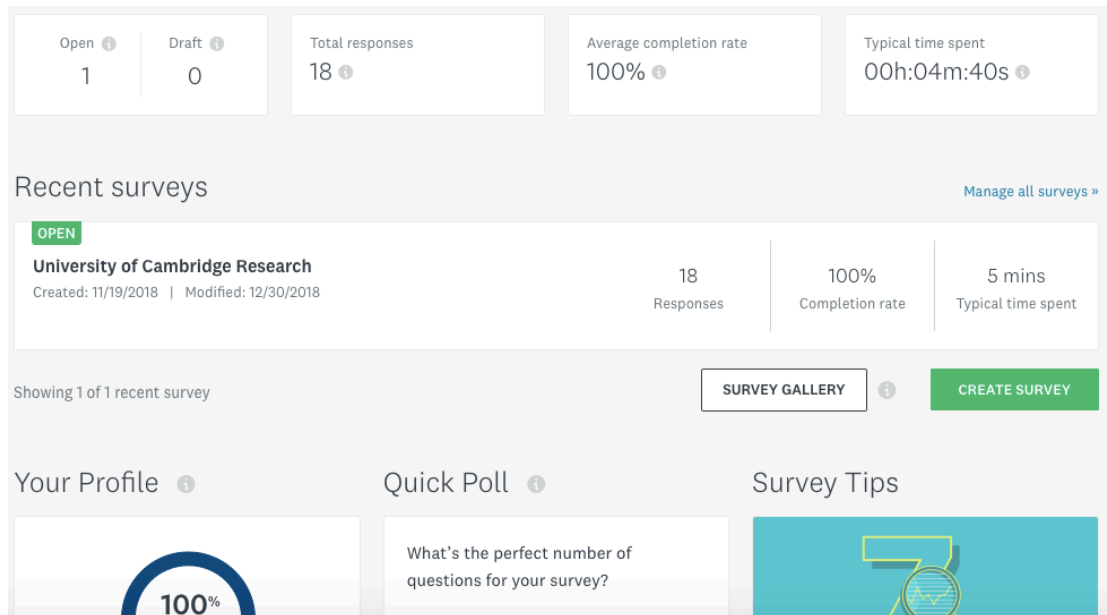 Open Draft Total responses Average completion rate Typical time spent
1 0 18 100% 00h:04m:40s
Recent surveys
Manage all surveys »
OPEN
University of Cambridge Research
Created: 11/19/2018 | Modified: 12/30/2018
18 100% 5 mins
Responses Completion rate Typical time spent
Showing 1 of 1 recent survey
SURVEY GALLERY CREATE SURVEY
Your Profile Quick Poll Survey Tips
What's the perfect number of
questions for your survey?
100%
7